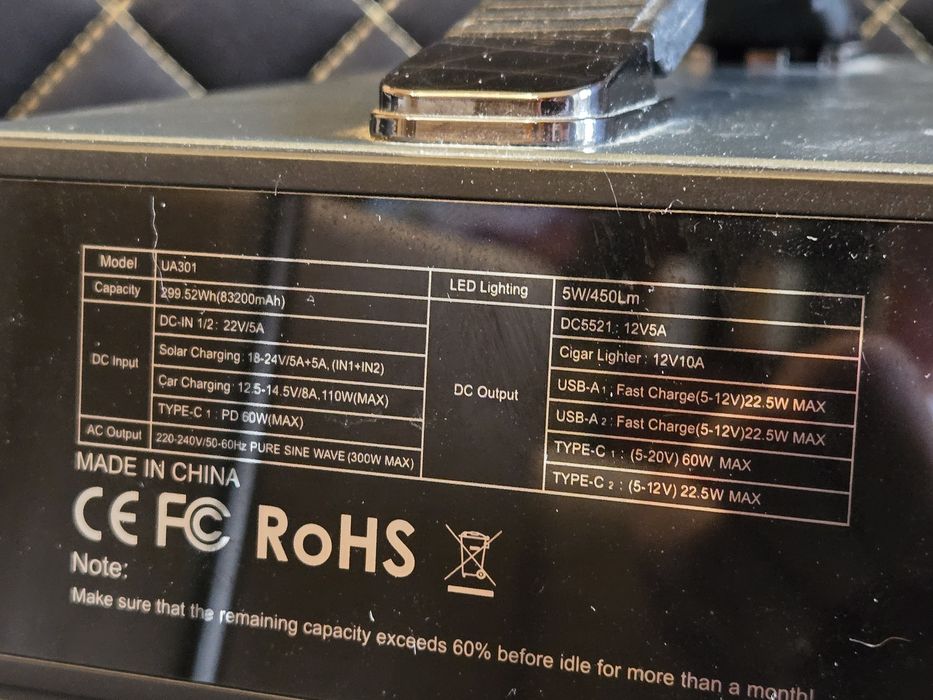 Model UA301
Capacity 299.52Wh(83200mAh)
DC Input
DC-IN 1/2: 22V/5A
Solar Charging: 18-24V/5A+5A, (IN1+IN2)
Car Charging: 12.5-14.5V/8A.110W(MAX)
TYPE-C 1: PD 60W(MAX)
AC Output 220-240V/50-60Hz PURE SINE WAVE (300W MAX)
LED Lighting 5W/450Lm
DC Output
DC5521: 12V5A
Cigar Lighter: 12V10A
USB-A1: Fast Charge(5-12V)22.5W MAX
USB-A2: Fast Charge(5-12V)22.5W MAX
TYPE-C 1: (5-20V) 60W MAX
TYPE-C 2: (5-12V) 22.5W MAX
MADE IN CHINA
CE FC RoHS
Note:
Make sure that the remaining capacity exceeds 60% before idle for more than a month!